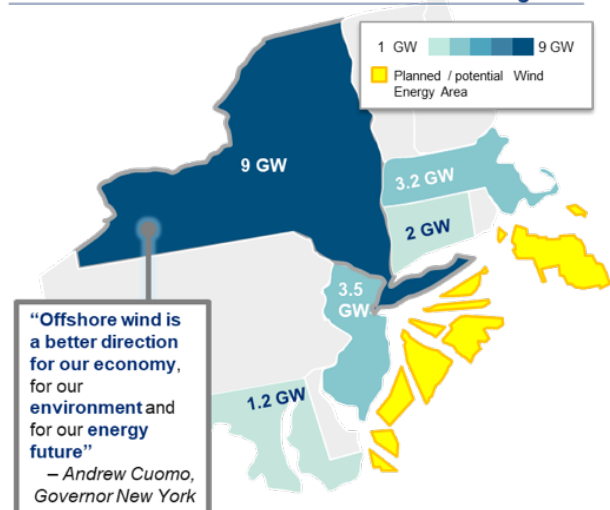 1 GW 9 GW
Planned / potential Wind
Energy Area
9 GW
3.2 GW
2 GW
3.5
GW
1.2 GW
“Offshore wind is
a better direction
for our economy,
for our
environment and
for our energy
future”
– Andrew Cuomo,
Governor New York